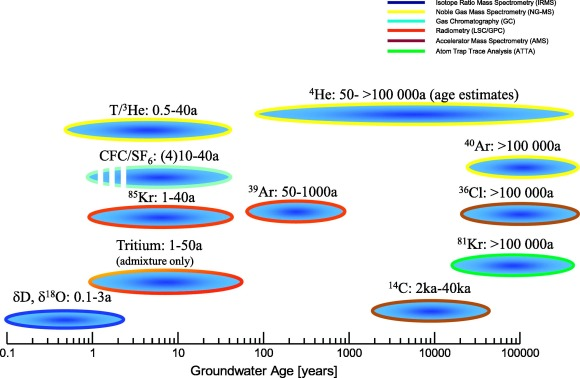 Isotope Ratio Mass Spectrometry (IRMS)
Noble Gas Mass Spectrometry (NG-MS)
Gas Chromatography (GC)
Radiometry (LSC/GPC)
Accelerator Mass Spectrometry (AMS)
Atom Trap Trace Analysis (ATTA)
⁴He: 50- >100 000a (age estimates)
T/³He: 0.5-40a
⁴⁰Ar: >100 000a
CFC/SF₆: (4)10-40a
⁸⁵Kr: 1-40a
³⁹Ar: 50-1000a
³⁶Cl: >100 000a
Tritium: 1-50a
(admixture only)
⁸¹Kr: >100 000a
δD, δ¹⁸O: 0.1-3a
¹⁴C: 2ka-40ka
0.1 1 10 100 1000 10000 100000
Groundwater Age [years]